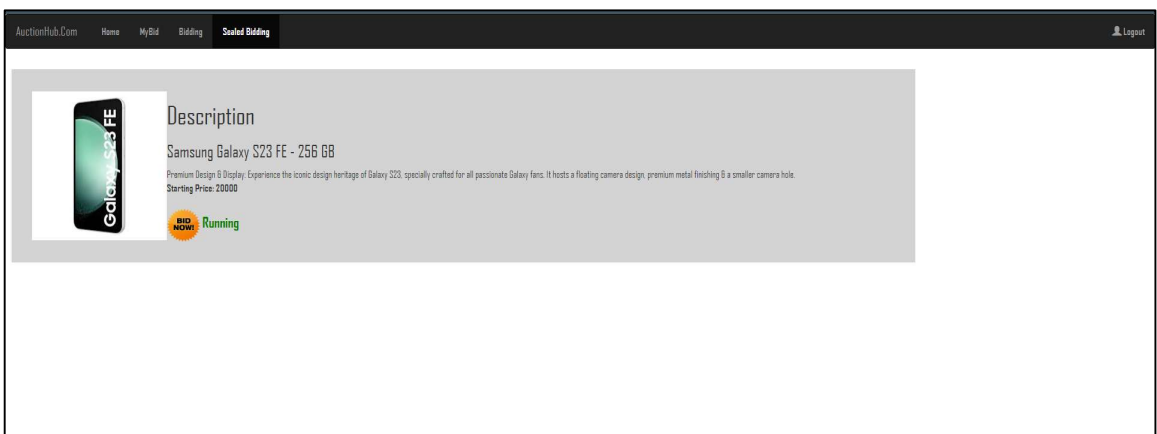 AuctionHub.Com Home MyBid Bidding Sealed Bidding Logout
Galaxy S23 FE
Description
Samsung Galaxy S23 FE - 256 GB
Premium Design & Display: Experience the iconic design heritage of Galaxy S23, specially crafted for all passionate Galaxy fans. It hosts a floating camera design, premium metal finishing & a smaller camera hole.
Starting Price: 20000
BID
NOW! Running